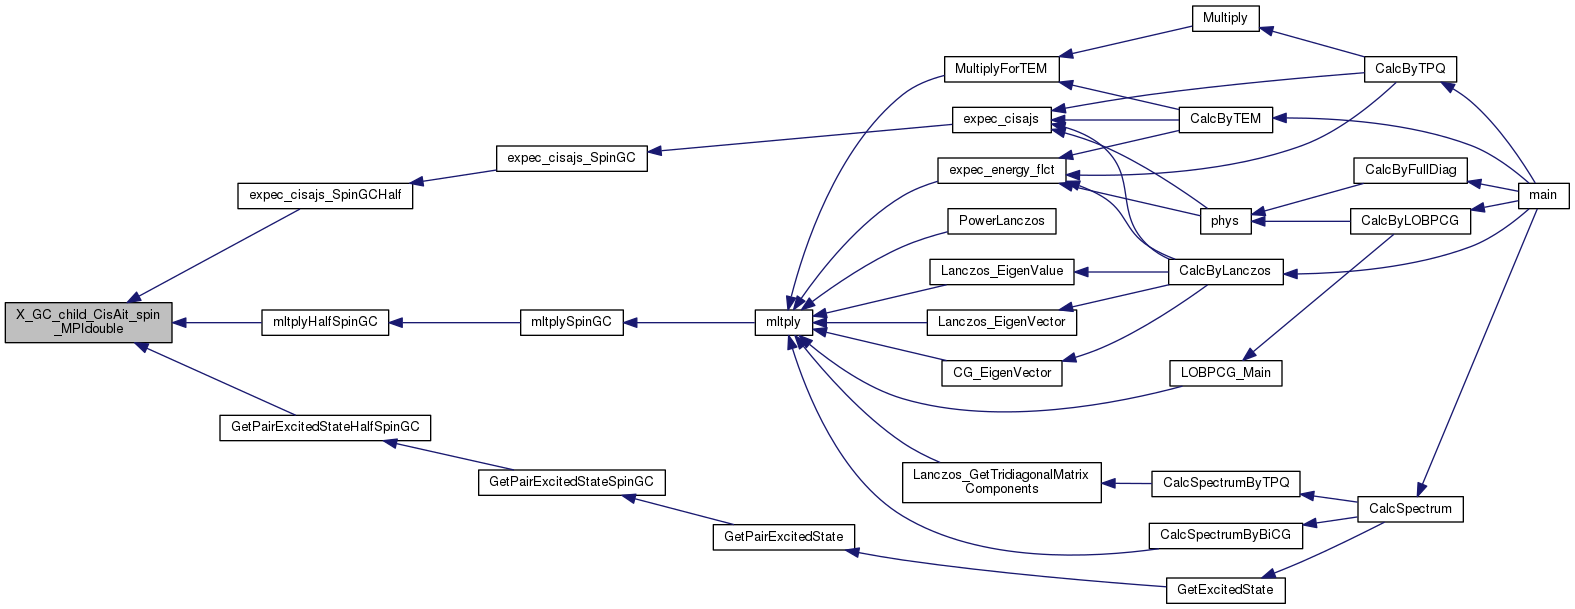 Multiply
MultiplyForTEM
CalcByTPQ
expec_cisajs
CalcByTEM
expec_cisajs_SpinGC
expec_energy_flct
CalcByFullDiag
expec_cisajs_SpinGCHalf
main
PowerLanczos
phys
CalcByLOBPCG
Lanczos_EigenValue
CalcByLanczos
X_GC_child_CisAit_spin
_MPIdouble
mltplyHalfSpinGC
mltplySpinGC
mltply
Lanczos_EigenVector
CG_EigenVector
LOBPCG_Main
GetPairExcitedStateHalfSpinGC
Lanczos_GetTridiagonalMatrix
Components
GetPairExcitedStateSpinGC
CalcSpectrumByTPQ
CalcSpectrum
GetPairExcitedState
CalcSpectrumByBiCG
GetExcitedState